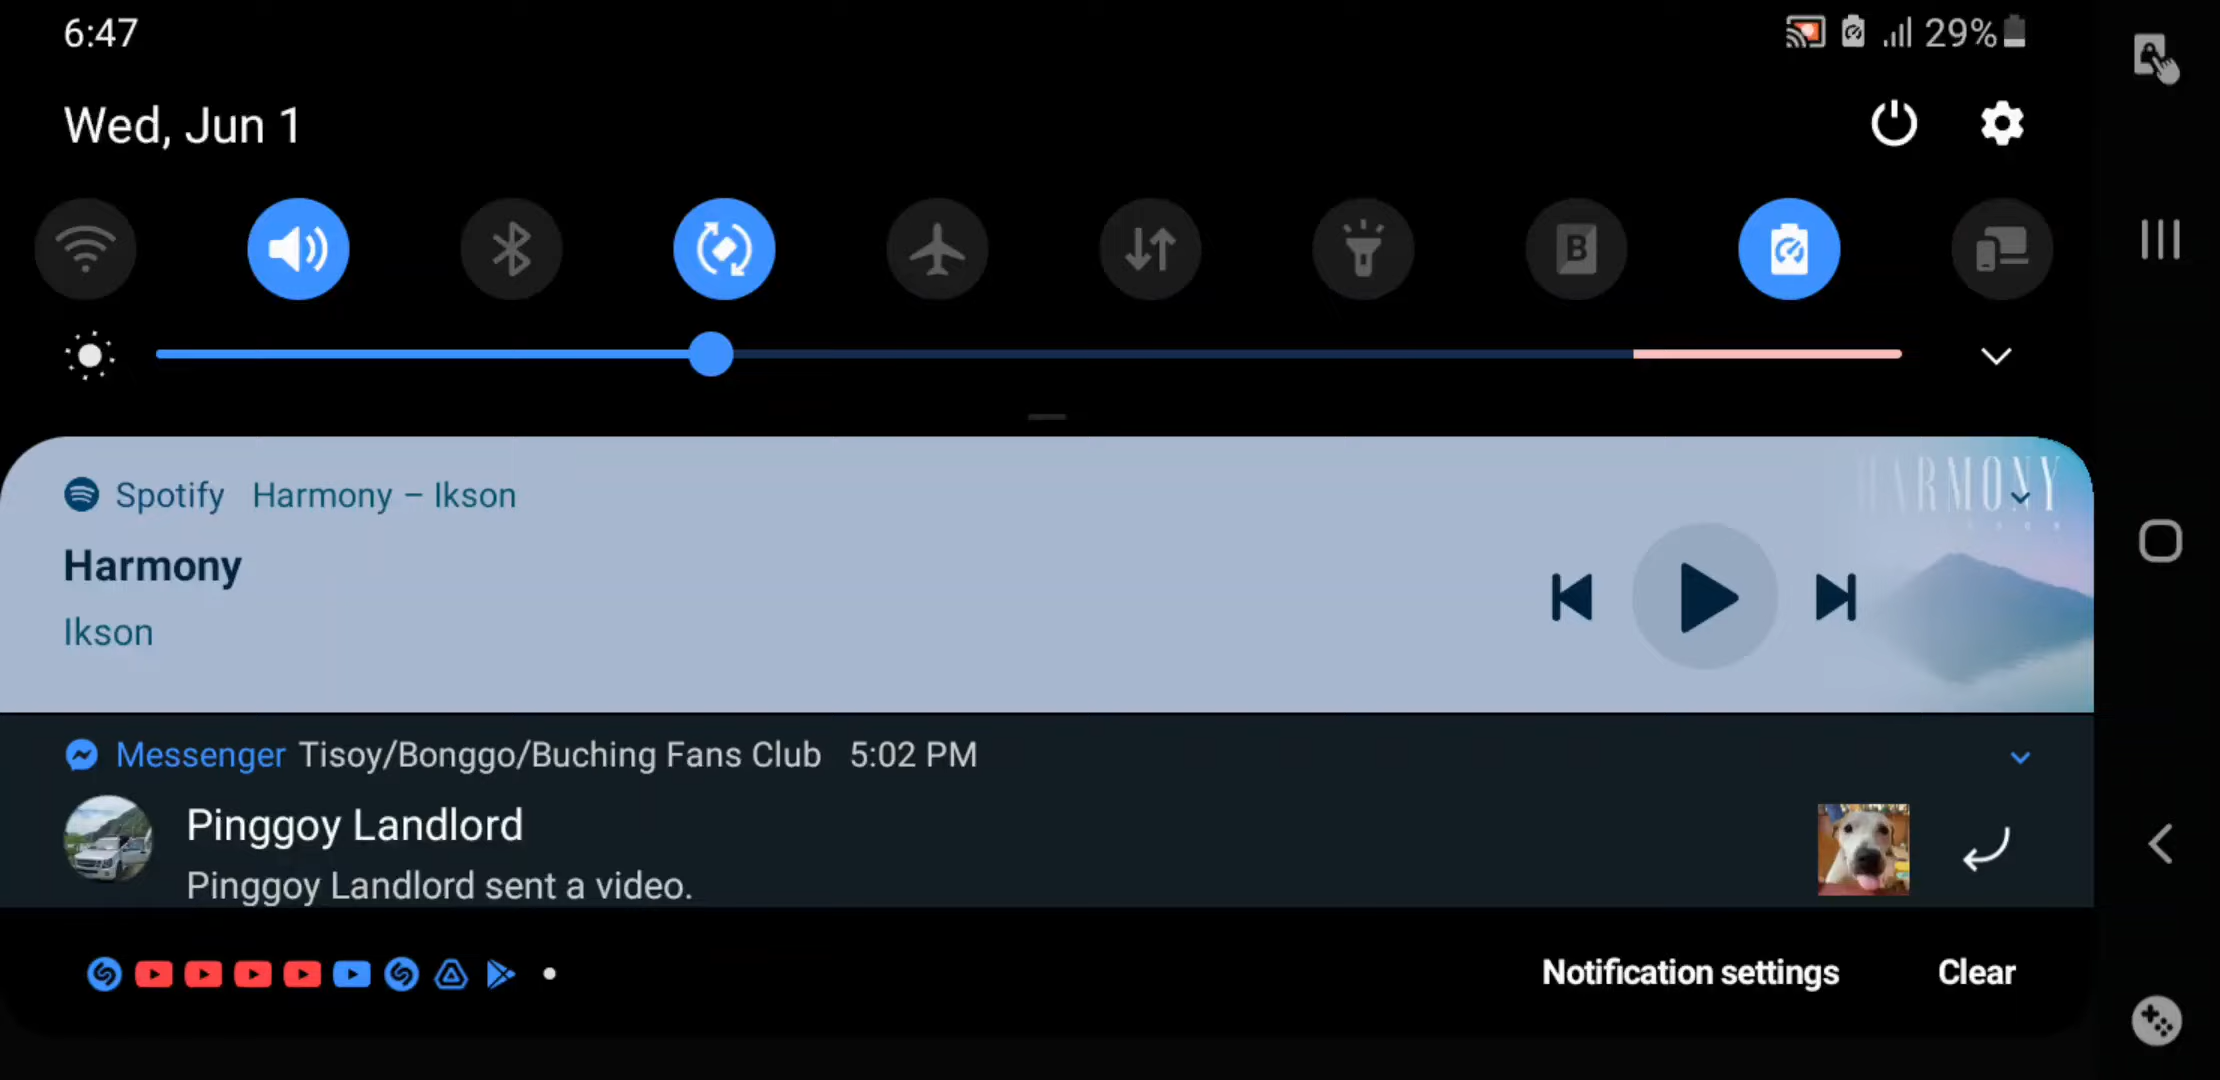 6:47
29%
Wed, Jun 1
B
Spotify Harmony – Ikson
HARMONY
Harmony
Ikson
Messenger Tisoy/Bonggo/Buching Fans Club 5:02 PM
Pinggoy Landlord
Pinggoy Landlord sent a video.
Notification settings
Clear